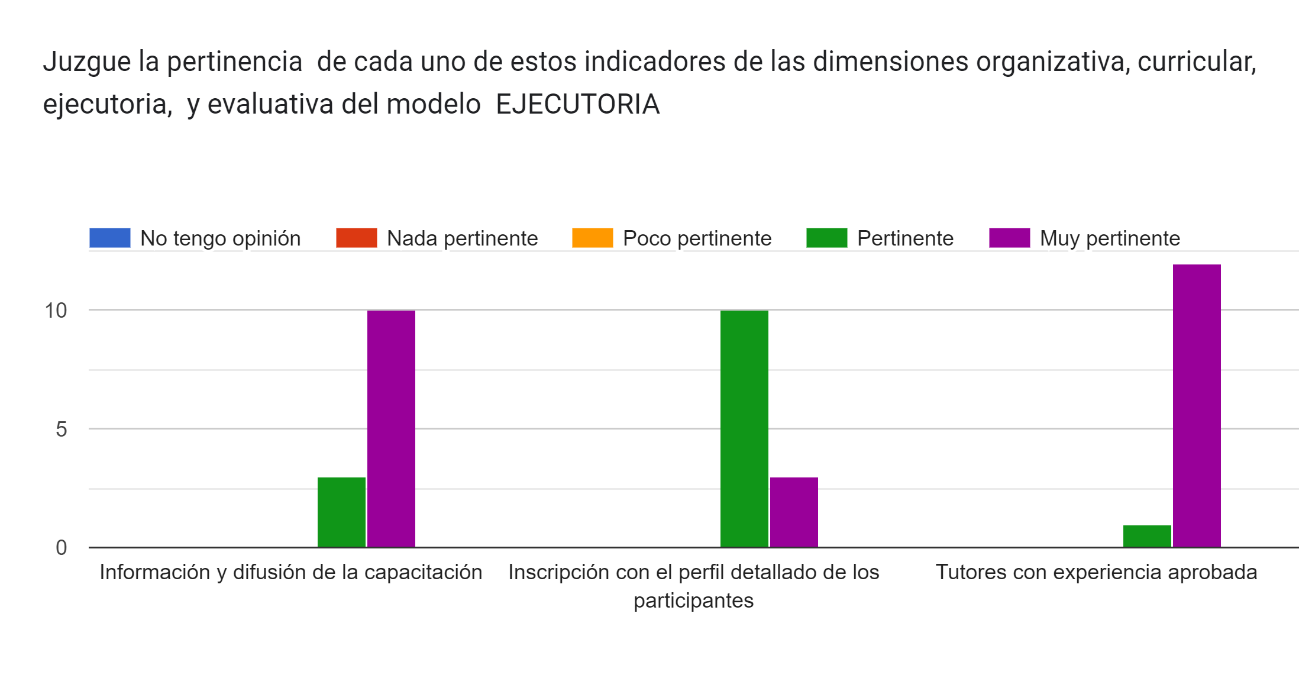 Juzgue la pertinencia  de cada uno de estos indicadores de las dimensiones organizativa, curricular,
ejecutoria,  y evaluativa del modelo  EJECUTORIA
No tengo opinión
Nada pertinente
Poco pertinente
Pertinente
Muy pertinente
10
5
0
Información y difusión de la capacitación
Inscripción con el perfil detallado de los
participantes
Tutores con experiencia aprobada